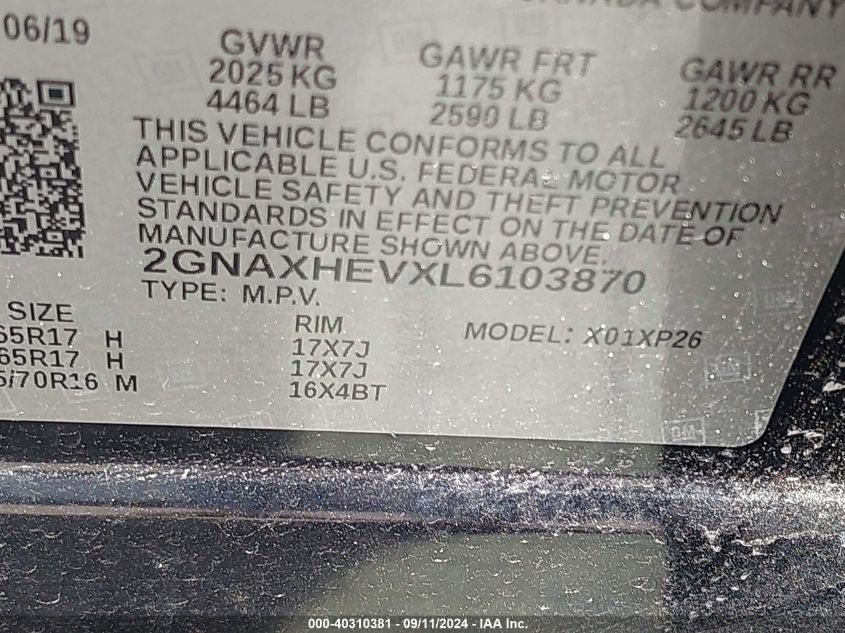 COMPANY
06/19
GVWR
2025 KG
4464 LB
GAWR FRT
1175 KG
2590 LB
GAWR RR
1200 KG
2645 LB
THIS VEHICLE CONFORMS TO ALL
APPLICABLE U.S. FEDERAL MOTOR
VEHICLE SAFETY AND THEFT PREVENTION
STANDARDS IN EFFECT ON THE DATE OF
MANUFACTURE SHOWN ABOVE.
2GNAXHEVXL6103870
TYPE: M.P.V.
SIZE
65R17 H
65R17 H
/70R16 M
RIM
17X7J
17X7J
16X4BT
MODEL: X01XP26
GM
000-40310381 - 09/11/2024 - IAA Inc.